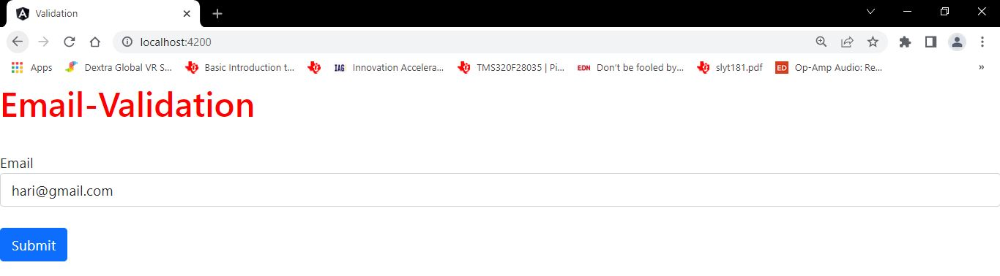 Validation
localhost:4200
Apps Dextra Global VR S... Basic Introduction t... IAG Innovation Accelera... TMS320F28035 | Pi... EDN Don't be fooled by... slyt181.pdf ED Op-Amp Audio: Re... »
Email-Validation
Email
hari@gmail.com
Submit